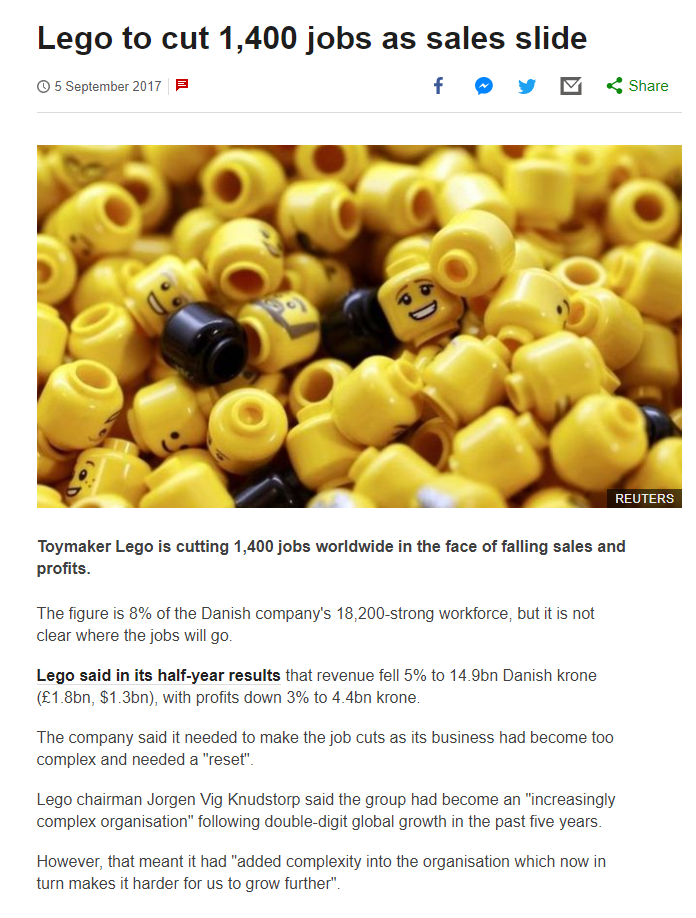 Lego to cut 1,400 jobs as sales slide
5 September 2017
Share
REUTERS
Toymaker Lego is cutting 1,400 jobs worldwide in the face of falling sales and
profits.
The figure is 8% of the Danish company's 18,200-strong workforce, but it is not
clear where the jobs will go.
Lego said in its half-year results that revenue fell 5% to 14.9bn Danish krone
(£1.8bn, $1.3bn), with profits down 3% to 4.4bn krone.
The company said it needed to make the job cuts as its business had become too
complex and needed a "reset".
Lego chairman Jorgen Vig Knudstorp said the group had become an "increasingly
complex organisation" following double-digit global growth in the past five years.
However, that meant it had "added complexity into the organisation which now in
turn makes it harder for us to grow further".